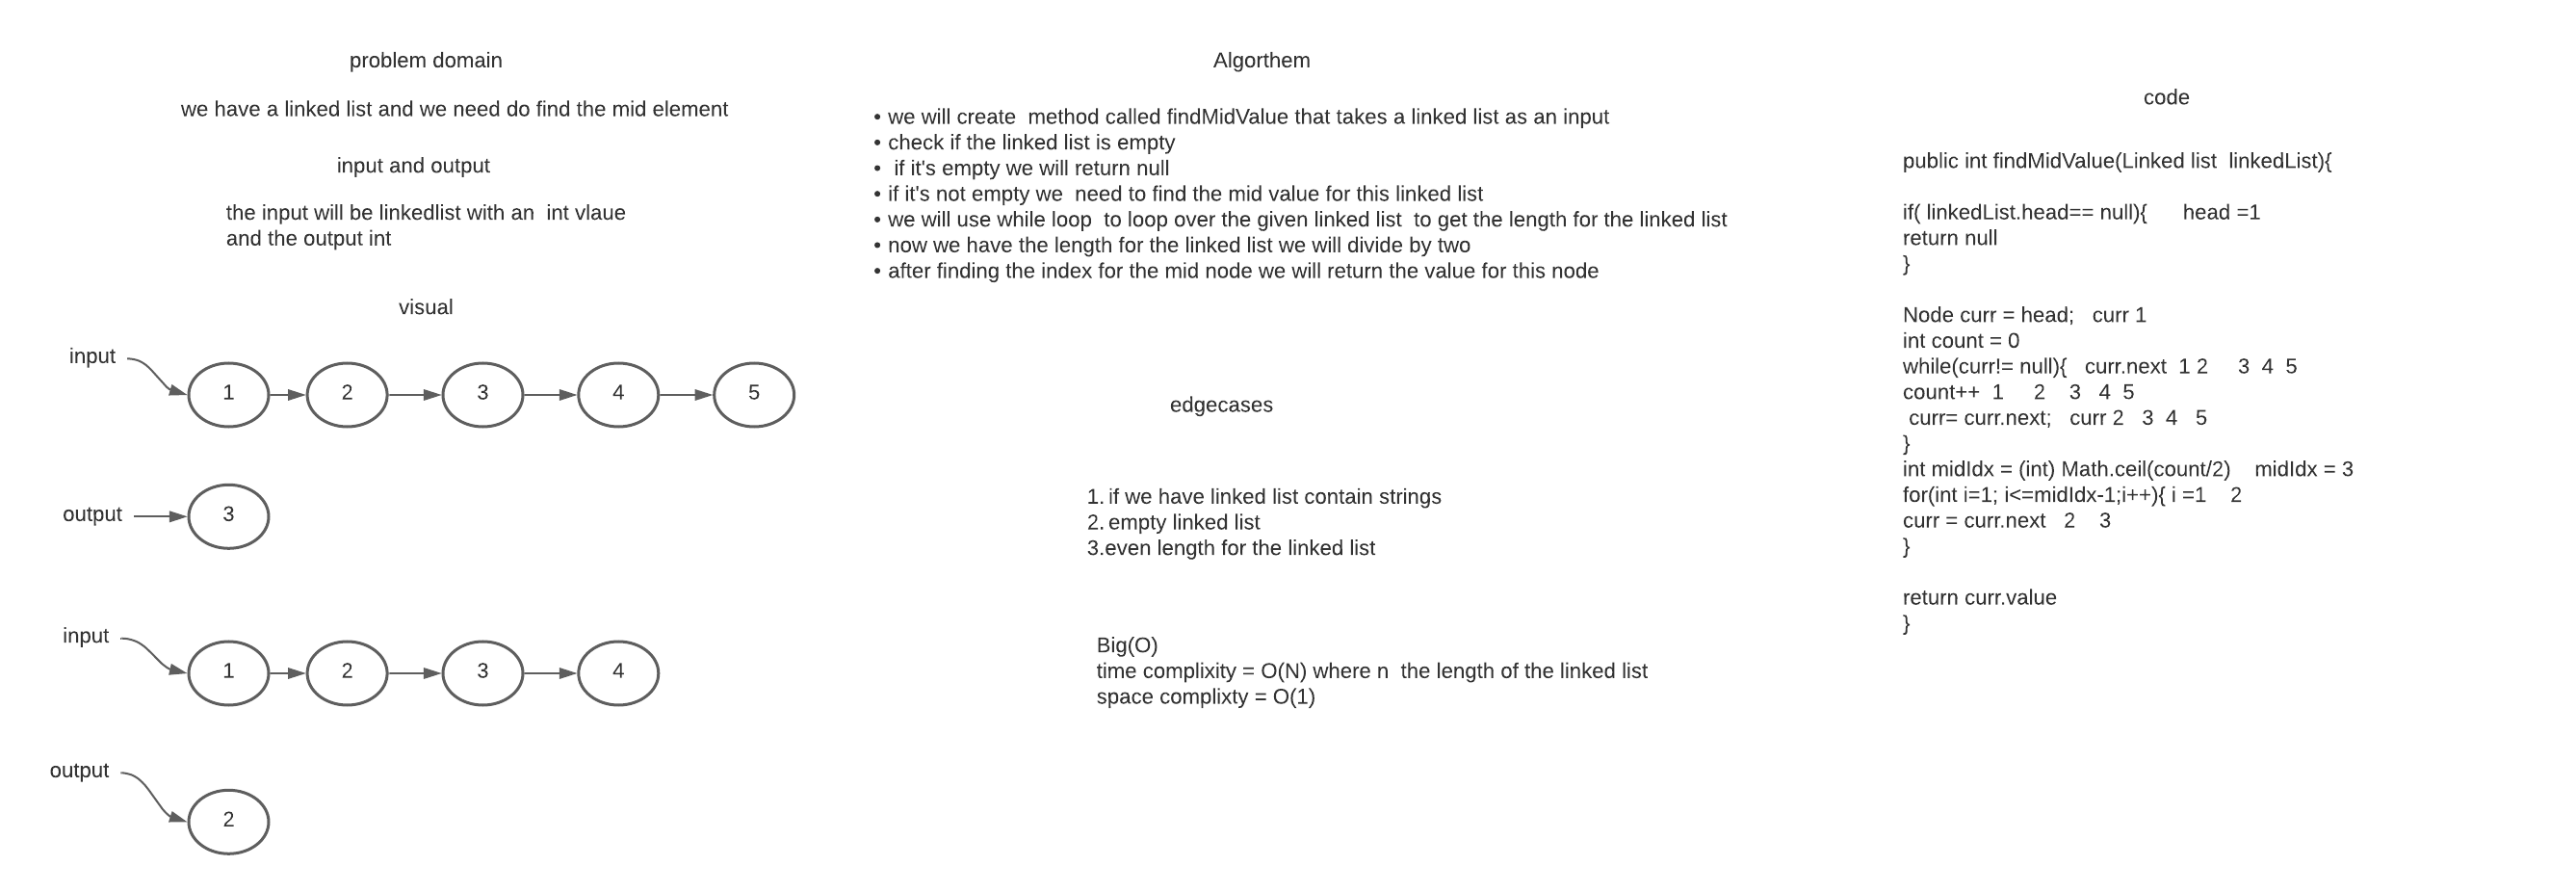 problem domain
we have a linked list and we need do find the mid element
input and output
the input will be linkedlist with an  int vlaue
and the output int
visual
input
1
2
3
4
5
output
3
input
1
2
3
4
output
2
Algorthem
• we will create  method called findMidValue that takes a linked list as an input
• check if the linked list is empty
•  if it's empty we will return null
• if it's not empty we  need to find the mid value for this linked list
• we will use while loop  to loop over the given linked list  to get the length for the linked list
• now we have the length for the linked list we will divide by two
• after finding the index for the mid node we will return the value for this node
edgecases
1. if we have linked list contain strings
2. empty linked list
3.even length for the linked list
Big(O)
time complixity = O(N) where n  the length of the linked list
space complixty = O(1)
code
public int findMidValue(Linked list  linkedList){
if( linkedList.head== null){      head =1
return null
}
Node curr = head;   curr 1
int count = 0
while(curr!= null){   curr.next  1 2     3  4  5
count++  1     2    3   4  5
curr= curr.next;   curr 2   3  4   5
}
int midIdx = (int) Math.ceil(count/2)    midIdx = 3
for(int i=1; i<=midIdx-1;i++){ i =1    2
curr = curr.next   2    3
}
return curr.value
}